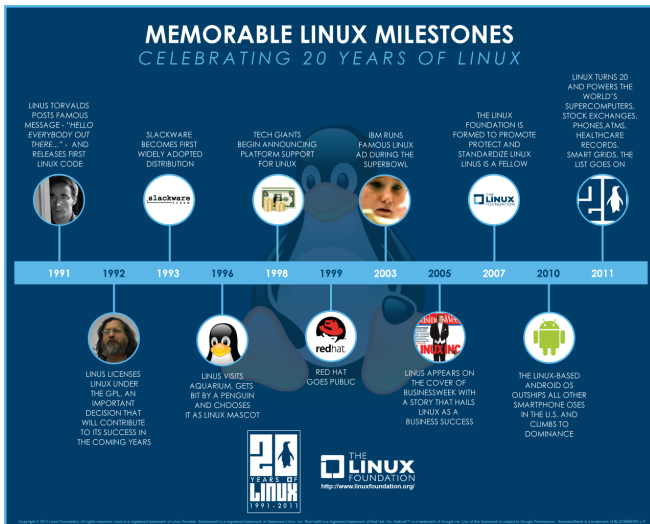 MEMORABLE LINUX MILESTONES
CELEBRATING 20 YEARS OF LINUX
LINUS TORVALDS
POSTS FAMOUS
MESSAGE - "HELLO
EVERYBODY OUT
THERE..." - AND
RELEASES FIRST
LINUX CODE
SLACKWARE
BECOMES FIRST
WIDELY ADOPTED
DISTRIBUTION
slackware
linux
TECH GIANTS
BEGIN ANNOUNCING
PLATFORM SUPPORT
FOR LINUX
IBM RUNS
FAMOUS LINUX
AD DURING THE
SUPERBOWL
THE LINUX
FOUNDATION IS
FORMED TO PROMOTE
PROTECT AND
STANDARDIZE LINUX
LINUS IS A FELLOW
THE
LINUX
FOUNDATION
LINUX TURNS 20
AND POWERS THE
WORLD'S
SUPERCOMPUTERS,
STOCK EXCHANGES,
PHONES,ATMS,
HEALTHCARE
RECORDS,
SMART GRIDS, THE
LIST GOES ON
1991 1992 1993 1996 1998 1999 2003 2005 2007 2010 2011
LINUS LICENSES
LINUX UNDER
THE GPL, AN
IMPORTANT
DECISION THAT
WILL CONTRIBUTE
TO ITS SUCCESS IN
THE COMING YEARS
LINUS VISITS
AQUARIUM, GETS
BIT BY A PENGUIN
AND CHOOSES
IT AS LINUX MASCOT
redhat.
RED HAT
GOES PUBLIC
LINUX INC
LINUS APPEARS ON
THE COVER OF
BUSINESSWEEK WITH
A STORY THAT HAILS
LINUX AS A
BUSINESS SUCCESS
THE LINUX-BASED
ANDROID OS
OUTSHIPS ALL OTHER
SMARTPHONE OSES
IN THE U.S. AND
CLIMBS TO
DOMINANCE
20
YEARS OF
LINUX
1991-2011
THE
LINUX
FOUNDATION
http://www.linuxfoundation.org/